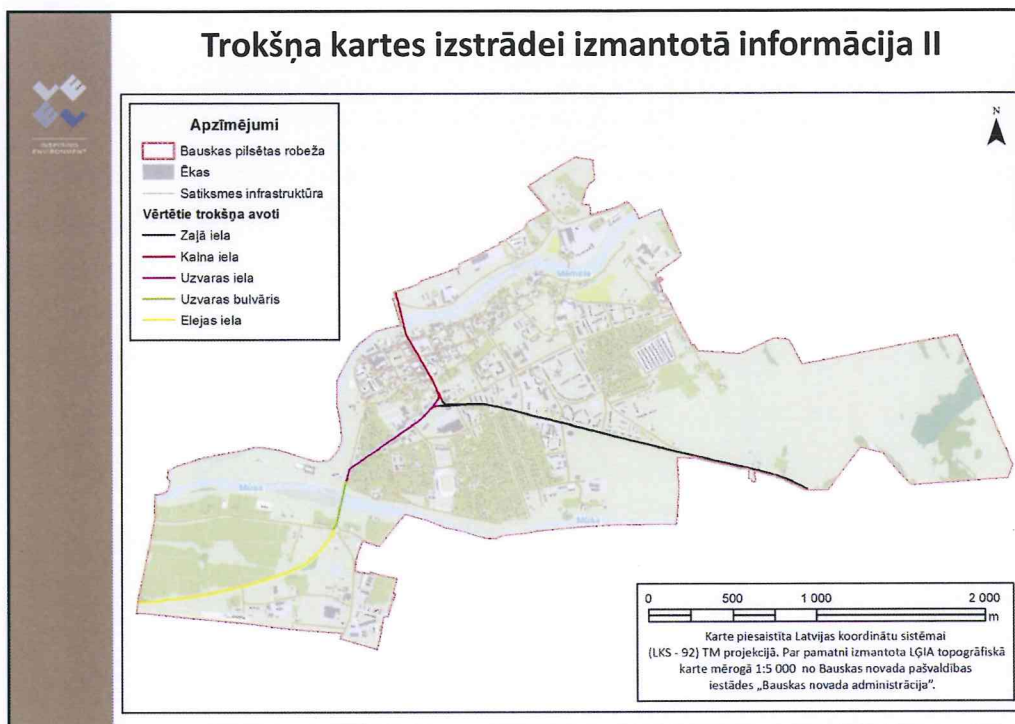 Trokšņa kartes izstrādei izmantotā informācija II
Apzīmējumi
Bauskas pilsētas robeža
Ēkas
Satiksmes infrastruktūra
Vērtētie trokšņa avoti
Zaļā iela
Kalna iela
Uzvaras iela
Uzvaras bulvāris
Elejas iela
N
Mēmele
Mūsa
Mūsa
0 500 1 000 2 000
m
Karte piesaistīta Latvijas koordinātu sistēmai
(LKS - 92) TM projekcijā. Par pamatni izmantota LĢIA topogrāfiskā
karte mērogā 1:5 000 no Bauskas novada pašvaldības
iestādes „Bauskas novada administrācija”.